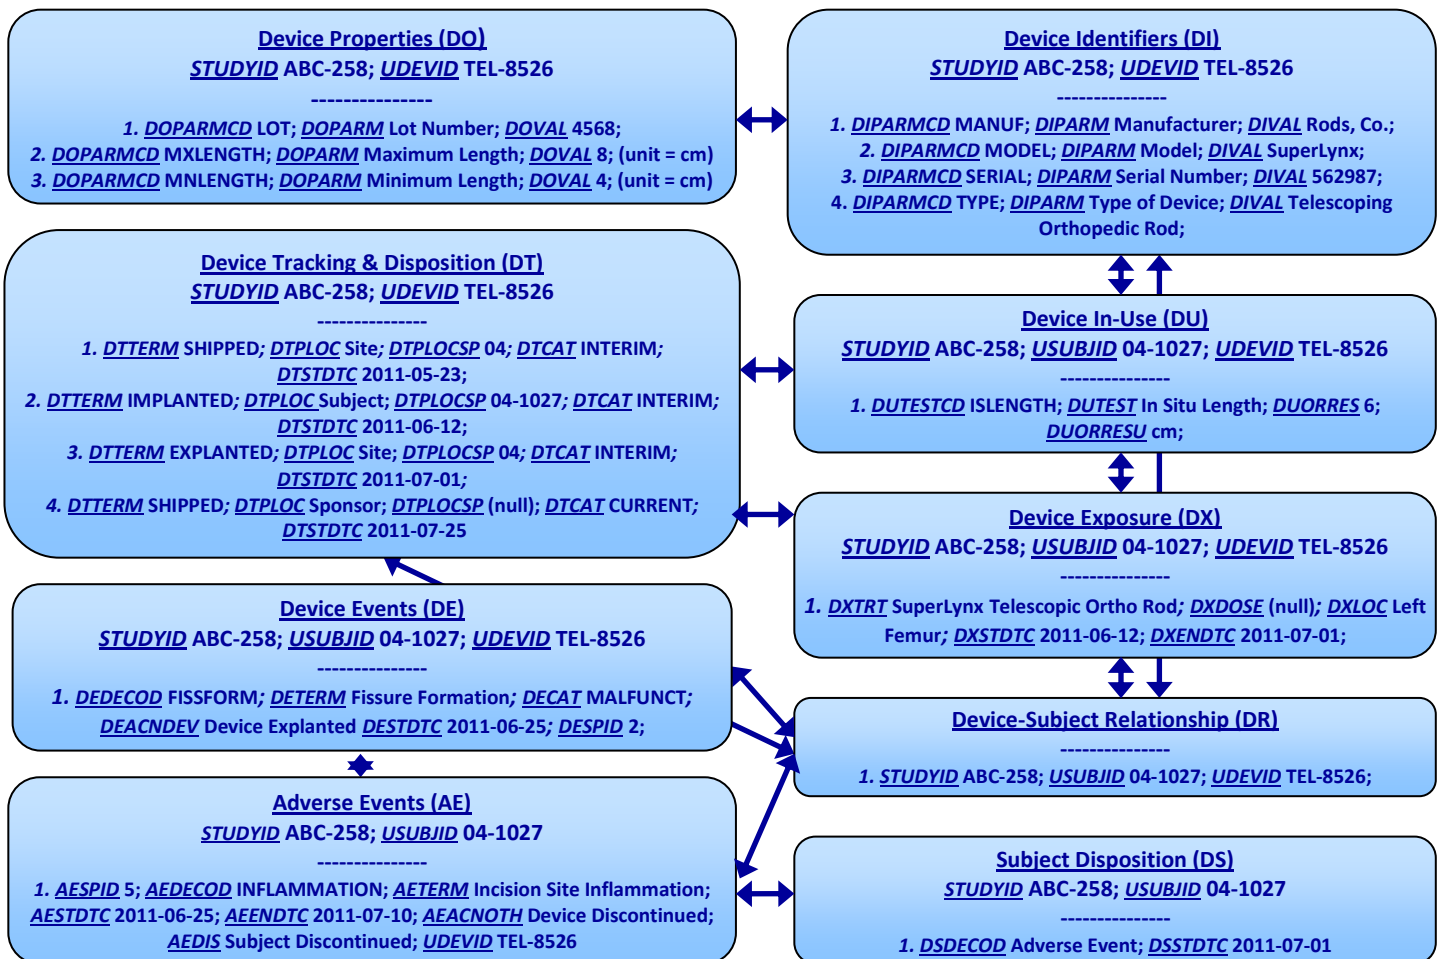 Device Properties (DO)
STUDYID ABC-258; UDEVID TEL-8526
---------------
1. DOPARMCD LOT; DOPARM Lot Number; DOVAL 4568;
2. DOPARMCD MXLENGTH; DOPARM Maximum Length; DOVAL 8; (unit = cm)
3. DOPARMCD MNLENGTH; DOPARM Minimum Length; DOVAL 4; (unit = cm)
Device Identifiers (DI)
STUDYID ABC-258; UDEVID TEL-8526
---------------
1. DIPARMCD MANUF; DIPARM Manufacturer; DIVAL Rods, Co.;
2. DIPARMCD MODEL; DIPARM Model; DIVAL SuperLynx;
3. DIPARMCD SERIAL; DIPARM Serial Number; DIVAL 562987;
4. DIPARMCD TYPE; DIPARM Type of Device; DIVAL Telescoping
Orthopedic Rod;
Device Tracking & Disposition (DT)
STUDYID ABC-258; UDEVID TEL-8526
---------------
1. DTTERM SHIPPED; DTPLOC Site; DTPLOCSP 04; DTCAT INTERIM;
DTSTDTC 2011-05-23;
2. DTTERM IMPLANTED; DTPLOC Subject; DTPLOCSP 04-1027; DTCAT INTERIM;
DTSTDTC 2011-06-12;
3. DTTERM EXPLANTED; DTPLOC Site; DTPLOCSP 04; DTCAT INTERIM;
DTSTDTC 2011-07-01;
4. DTTERM SHIPPED; DTPLOC Sponsor; DTPLOCSP (null); DTCAT CURRENT;
DTSTDTC 2011-07-25
Device In-Use (DU)
STUDYID ABC-258; USUBJID 04-1027; UDEVID TEL-8526
---------------
1. DUTESTCD ISLENGTH; DUTEST In Situ Length; DUORRES 6;
DUORRESU cm;
Device Exposure (DX)
STUDYID ABC-258; USUBJID 04-1027; UDEVID TEL-8526
---------------
1. DXTRT SuperLynx Telescopic Ortho Rod; DXDOSE (null); DXLOC Left
Femur; DXSTDTC 2011-06-12; DXENDTC 2011-07-01;
Device Events (DE)
STUDYID ABC-258; USUBJID 04-1027; UDEVID TEL-8526
---------------
1. DEDECOD FISSFORM; DETERM Fissure Formation; DECAT MALFUNCT;
DEACNDEV Device Explanted DESTDTC 2011-06-25; DESPID 2;
Device-Subject Relationship (DR)
---------------
1. STUDYID ABC-258; USUBJID 04-1027; UDEVID TEL-8526;
Adverse Events (AE)
STUDYID ABC-258; USUBJID 04-1027
---------------
1. AESPID 5; AEDECOD INFLAMMATION; AETERM Incision Site Inflammation;
AESTDTC 2011-06-25; AEENDTC 2011-07-10; AEACNOTH Device Discontinued;
AEDIS Subject Discontinued; UDEVID TEL-8526
Subject Disposition (DS)
STUDYID ABC-258; USUBJID 04-1027
---------------
1. DSDECOD Adverse Event; DSSTDTC 2011-07-01